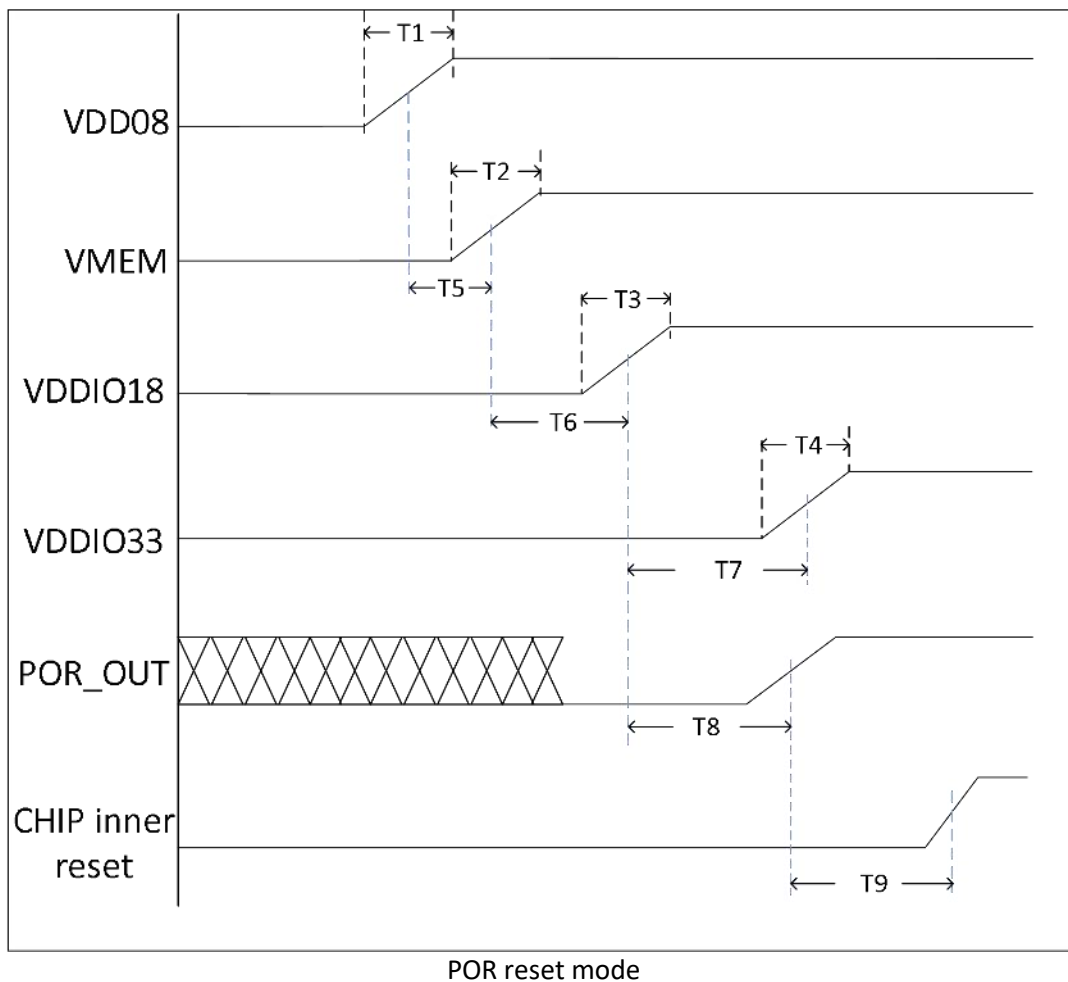 T1
VDD08
T2
VMEM
T5
T3
VDDIO18
T6
T4
VDDIO33
T7
POR_OUT
T8
CHIP inner
reset
T9
POR reset mode